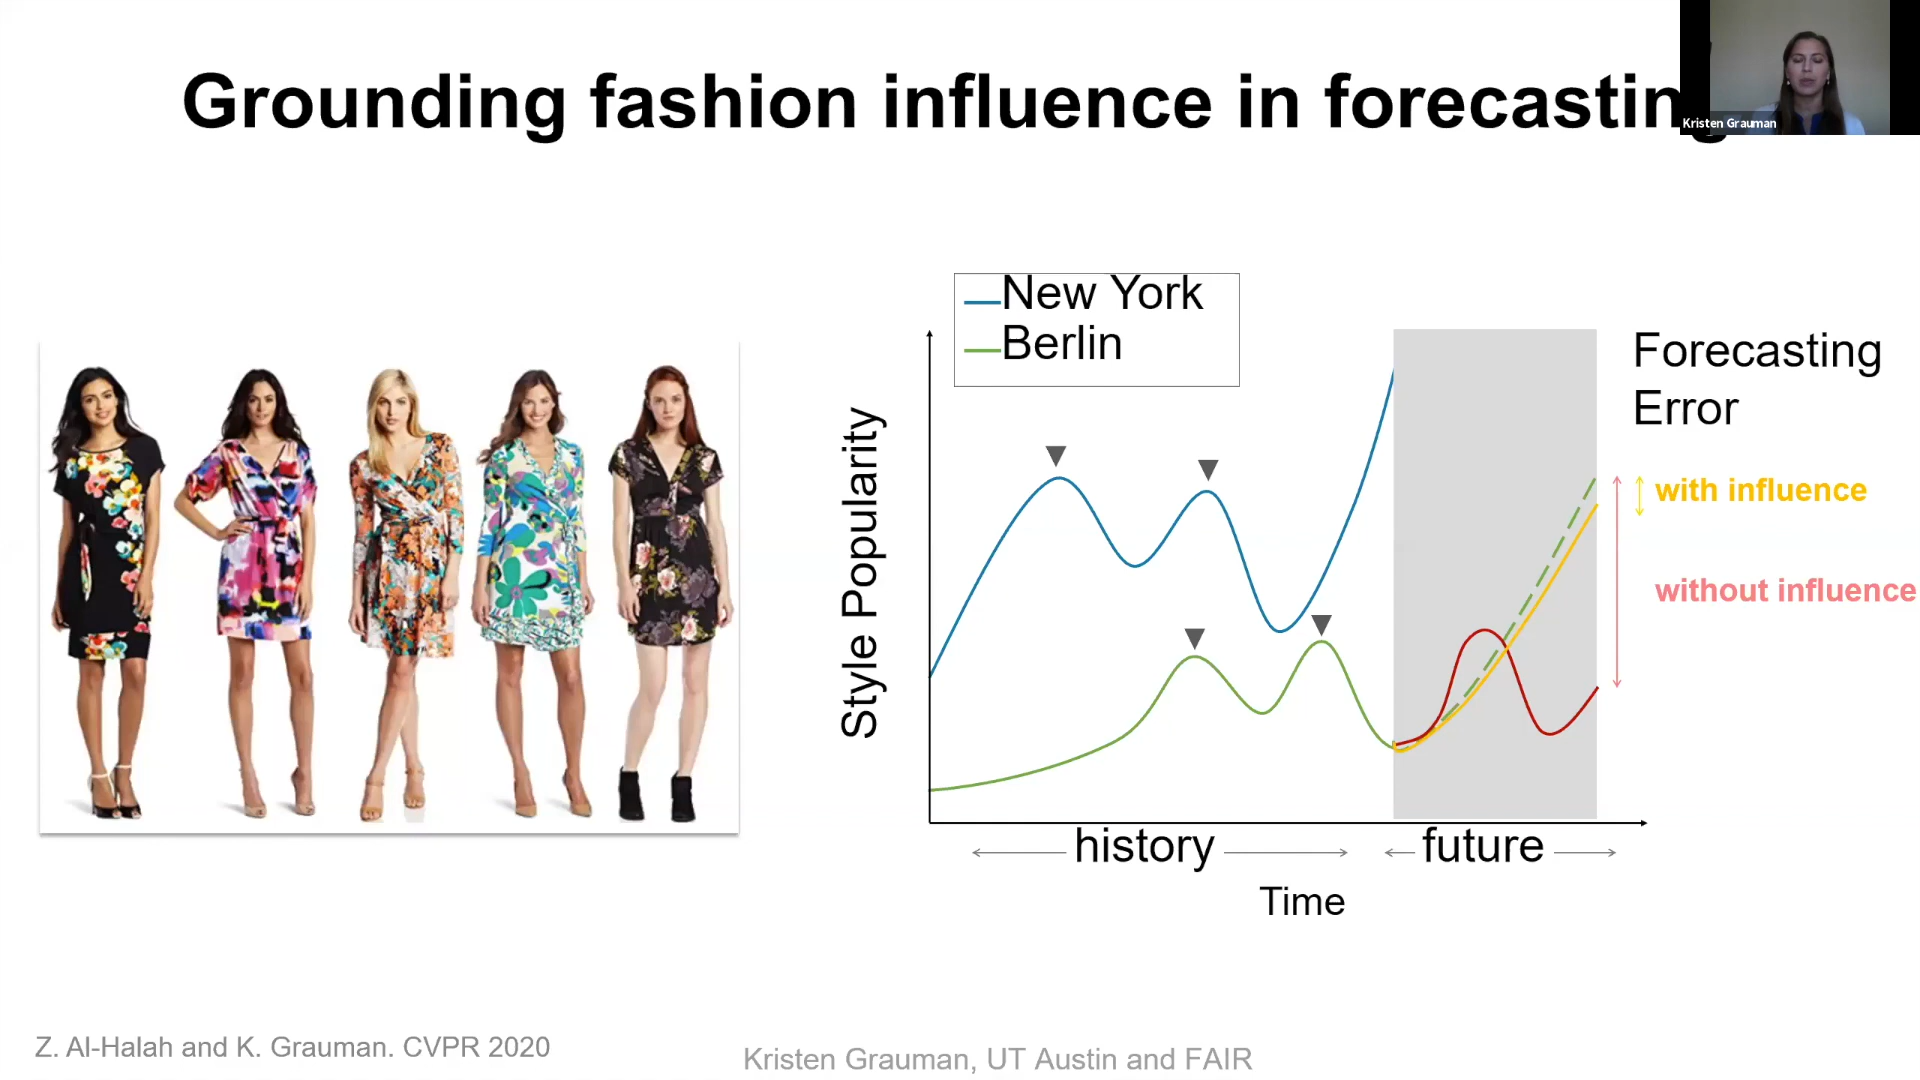 Grounding fashion influence in forecasting
Kristen Grauman
New York
Berlin
Forecasting
Error
with influence
without influence
Style Popularity
history
future
Time
Z. Al-Halah and K. Grauman. CVPR 2020
Kristen Grauman, UT Austin and FAIR